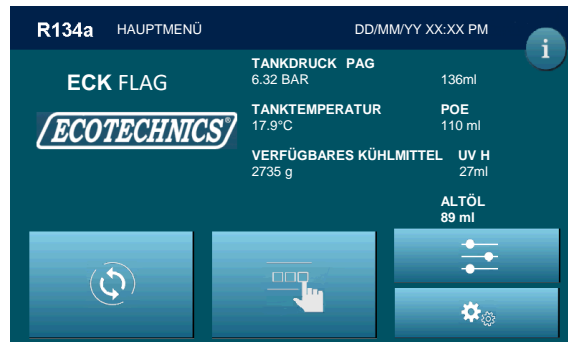 R134a HAUPTMENÜ DD/MM/YY XX:XX PM
i
ECK FLAG
ECOTECHNICS®
TANKDRUCK PAG
6.32 BAR 136ml
TANKTEMPERATUR POE
17.9°C 110 ml
VERFÜGBARES KÜHLMITTEL UV H
2735 g 27ml
ALTÖL
89 ml